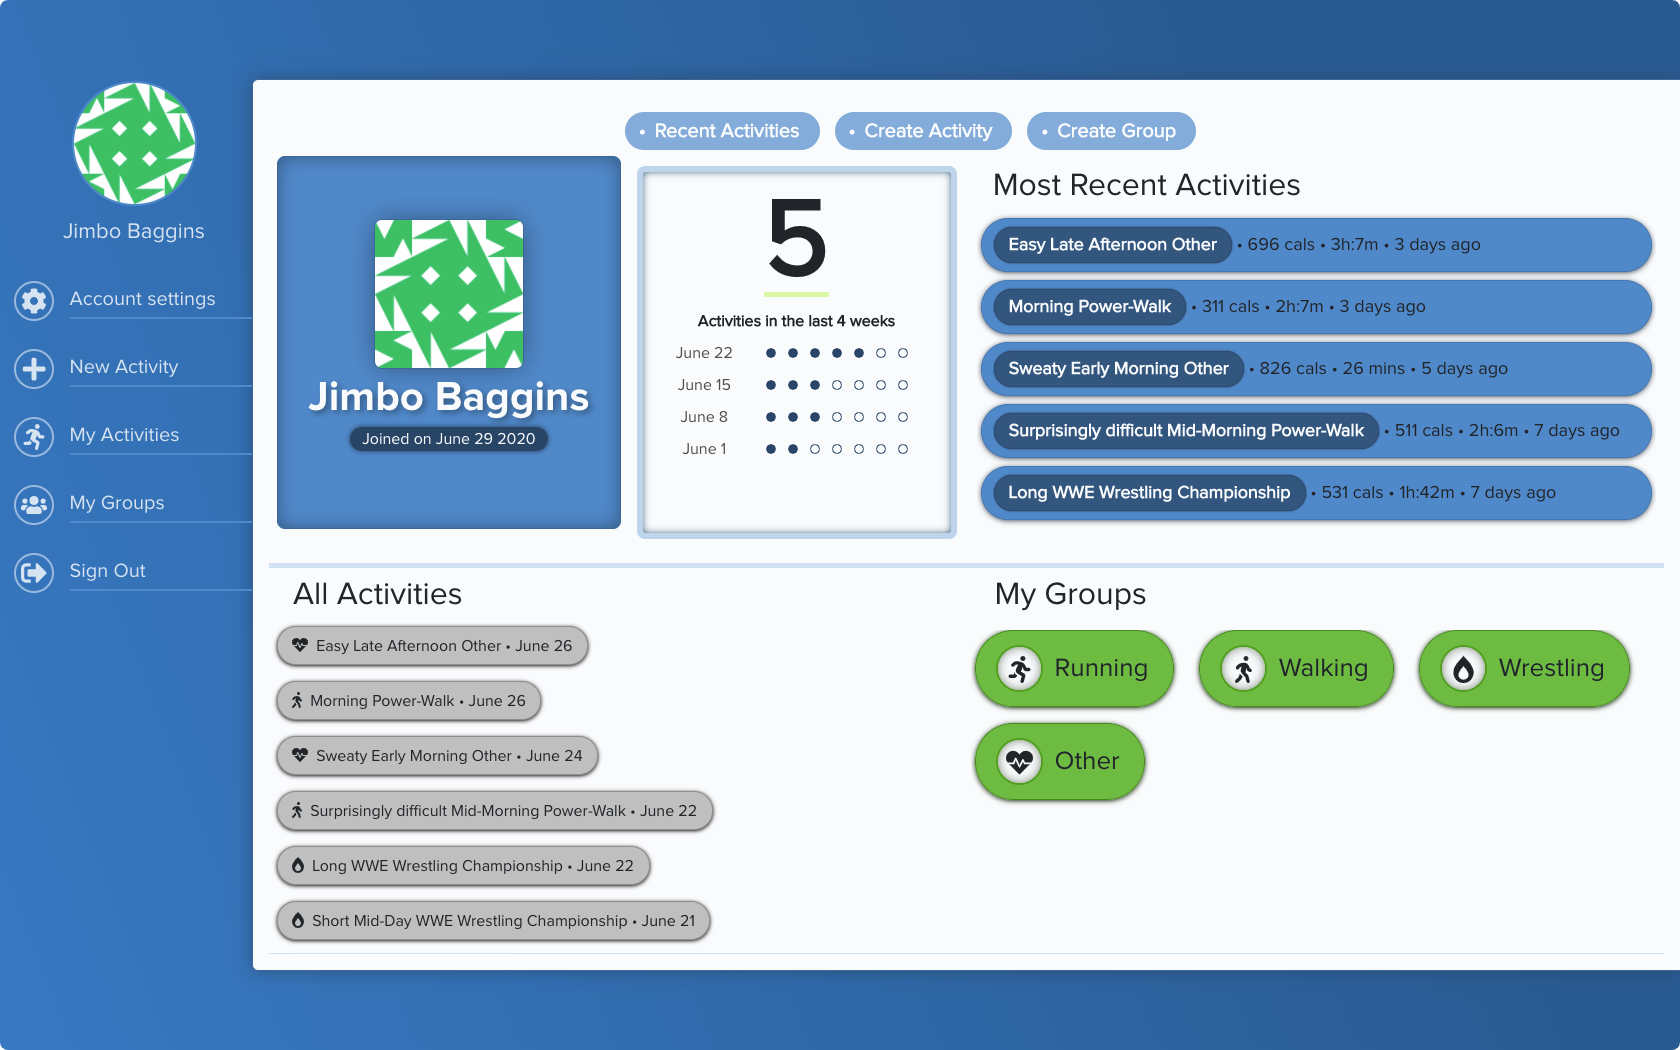 Jimbo Baggins
Account settings
New Activity
My Activities
My Groups
Sign Out
• Recent Activities
• Create Activity
• Create Group
Jimbo Baggins
Joined on June 29 2020
5
Activities in the last 4 weeks
June 22
June 15
June 8
June 1
Most Recent Activities
Easy Late Afternoon Other • 696 cals • 3h:7m • 3 days ago
Morning Power-Walk • 311 cals • 2h:7m • 3 days ago
Sweaty Early Morning Other • 826 cals • 26 mins • 5 days ago
Surprisingly difficult Mid-Morning Power-Walk • 511 cals • 2h:6m • 7 days ago
Long WWE Wrestling Championship • 531 cals • 1h:42m • 7 days ago
All Activities
Easy Late Afternoon Other • June 26
Morning Power-Walk • June 26
Sweaty Early Morning Other • June 24
Surprisingly difficult Mid-Morning Power-Walk • June 22
Long WWE Wrestling Championship • June 22
Short Mid-Day WWE Wrestling Championship • June 21
My Groups
Running
Walking
Wrestling
Other